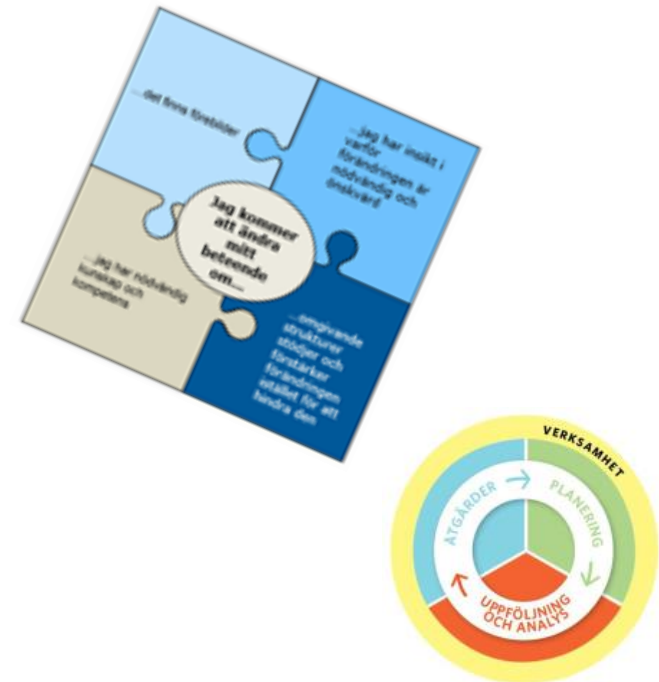 ...det finns förebilder
...jag har insikt i
varför
förändringen är
nödvändig och
önskvärd
Jag kommer
att ändra
mitt
beteende
om...
...jag har nödvändig
kunskap och
kompetens
...omgivande
strukturer
stödjer och
förstärker
förändringen
istället för att
hindra den
VERKSAMHET
ÅTGÄRDER
PLANERING
UPPFÖLJNING
OCH ANALYS